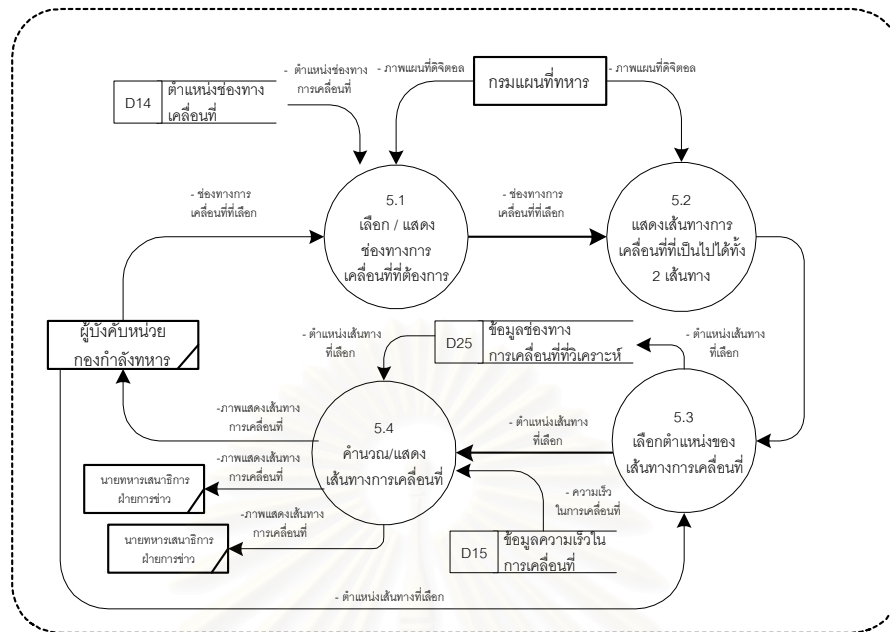 - ตำแหน่งช่องทาง
การเคลื่อนที่
- ภาพแผนที่ดิจิตอล
กรมแผนที่ทหาร
- ภาพแผนที่ดิจิตอล
D14
ตำแหน่งช่องทาง
เคลื่อนที่
- ช่องทางการ
เคลื่อนที่ที่เลือก
5.1
เลือก / แสดง
ช่องทางการ
เคลื่อนที่ที่ต้องการ
- ช่องทางการ
เคลื่อนที่ที่เลือก
5.2
แสดงเส้นทางการ
เคลื่อนที่ที่เป็นไปได้ทั้ง
2 เส้นทาง
ผู้บังคับหน่วย
กองกำลังทหาร
- ตำแหน่งเส้นทาง
ที่เลือก
D25
ข้อมูลช่องทาง
การเคลื่อนที่ที่วิเคราะห์
- ตำแหน่งเส้นทาง
ที่เลือก
-ภาพแสดงเส้นทาง
การเคลื่อนที่
5.4
คำนวณ/แสดง
เส้นทางการเคลื่อนที่
- ตำแหน่งเส้นทาง
ที่เลือก
5.3
เลือกตำแหน่งของ
เส้นทางการเคลื่อนที่
นายทหารเสนาธิการ
ฝ่ายการข่าว
-ภาพแสดงเส้นทาง
การเคลื่อนที่
นายทหารเสนาธิการ
ฝ่ายการข่าว
-ภาพแสดงเส้นทาง
การเคลื่อนที่
- ความเร็ว
ในการเคลื่อนที่
D15
ข้อมูลความเร็วใน
การเคลื่อนที่
- ตำแหน่งเส้นทางที่เลือก